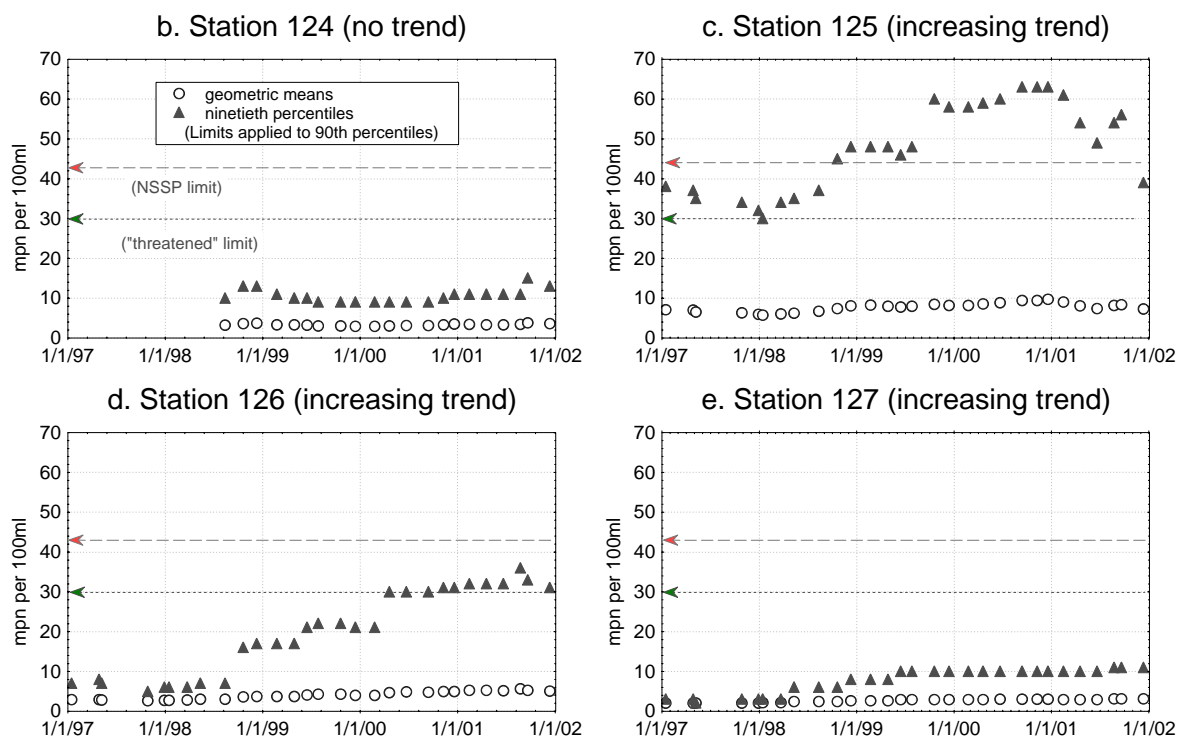 b. Station 124 (no trend)
70
60
50
40
30
20
10
0
mpn per 100ml
geometric means
ninetieth percentiles
(Limits applied to 90th percentiles)
(NSSP limit)
("threatened" limit)
1/1/97 1/1/98 1/1/99 1/1/00 1/1/01 1/1/02
c. Station 125 (increasing trend)
70
60
50
40
30
20
10
0
mpn per 100ml
1/1/97 1/1/98 1/1/99 1/1/00 1/1/01 1/1/02
d. Station 126 (increasing trend)
70
60
50
40
30
20
10
0
mpn per 100ml
1/1/97 1/1/98 1/1/99 1/1/00 1/1/01 1/1/02
e. Station 127 (increasing trend)
70
60
50
40
30
20
10
0
mpn per 100ml
1/1/97 1/1/98 1/1/99 1/1/00 1/1/01 1/1/02